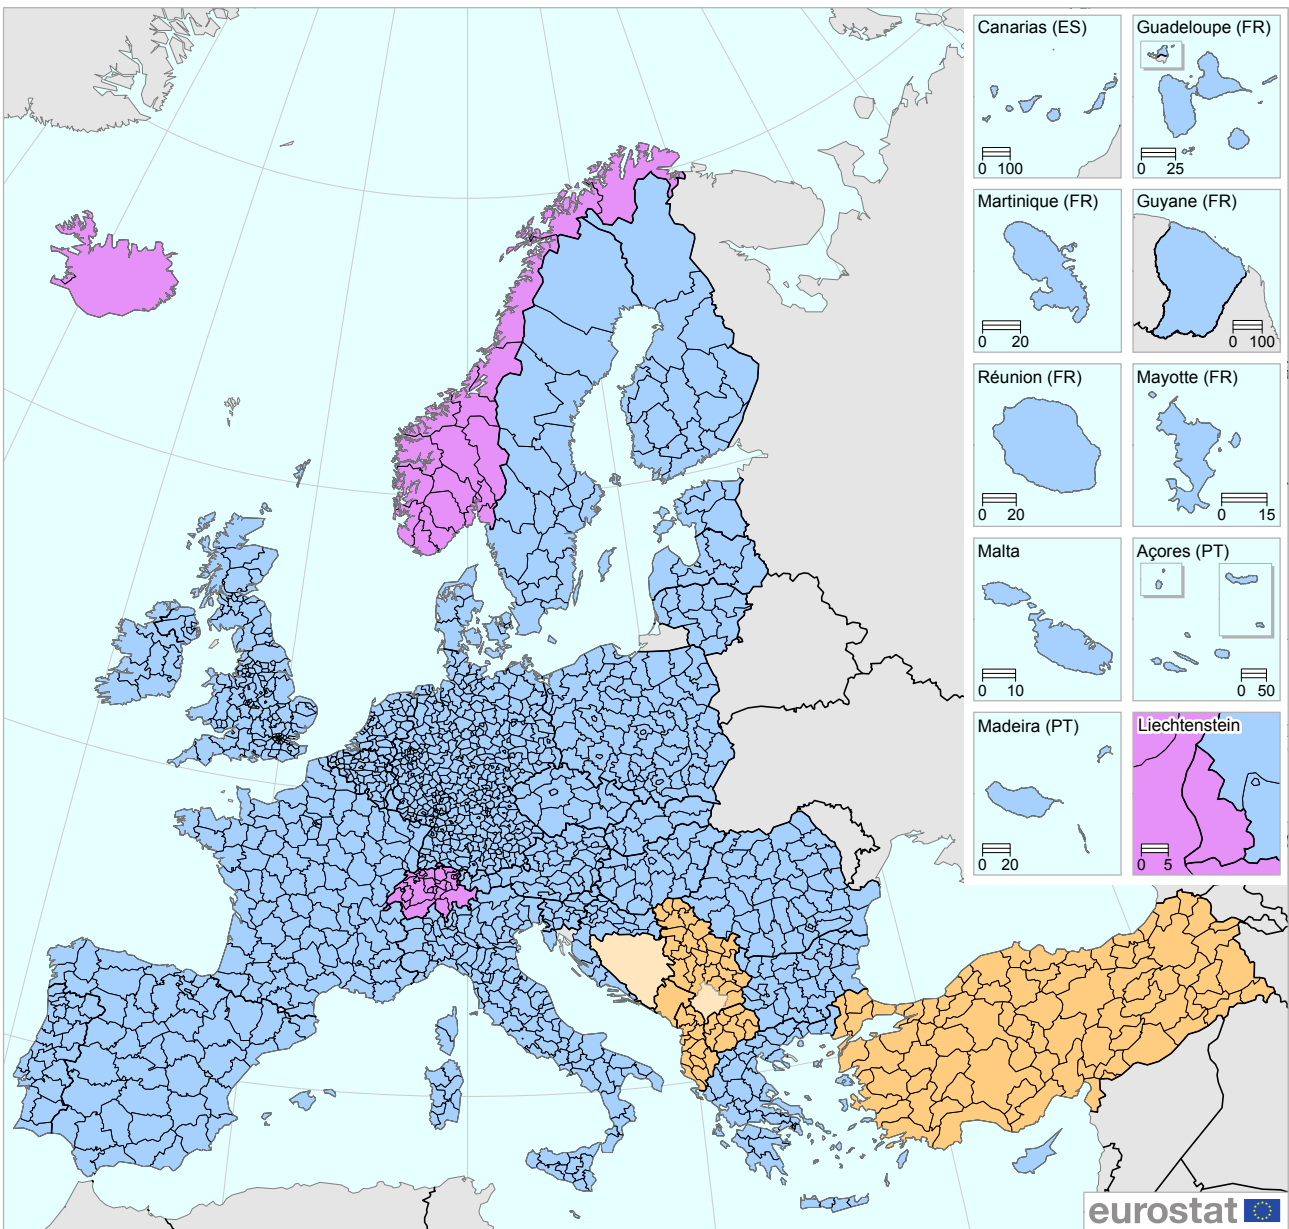 Canarias (ES)
0 100
Guadeloupe (FR)
0 25
Martinique (FR)
0 20
Guyane (FR)
0 100
Réunion (FR)
0 20
Mayotte (FR)
0 15
Malta
0 10
Açores (PT)
0 50
Madeira (PT)
0 20
Liechtenstein
0 5
eurostat